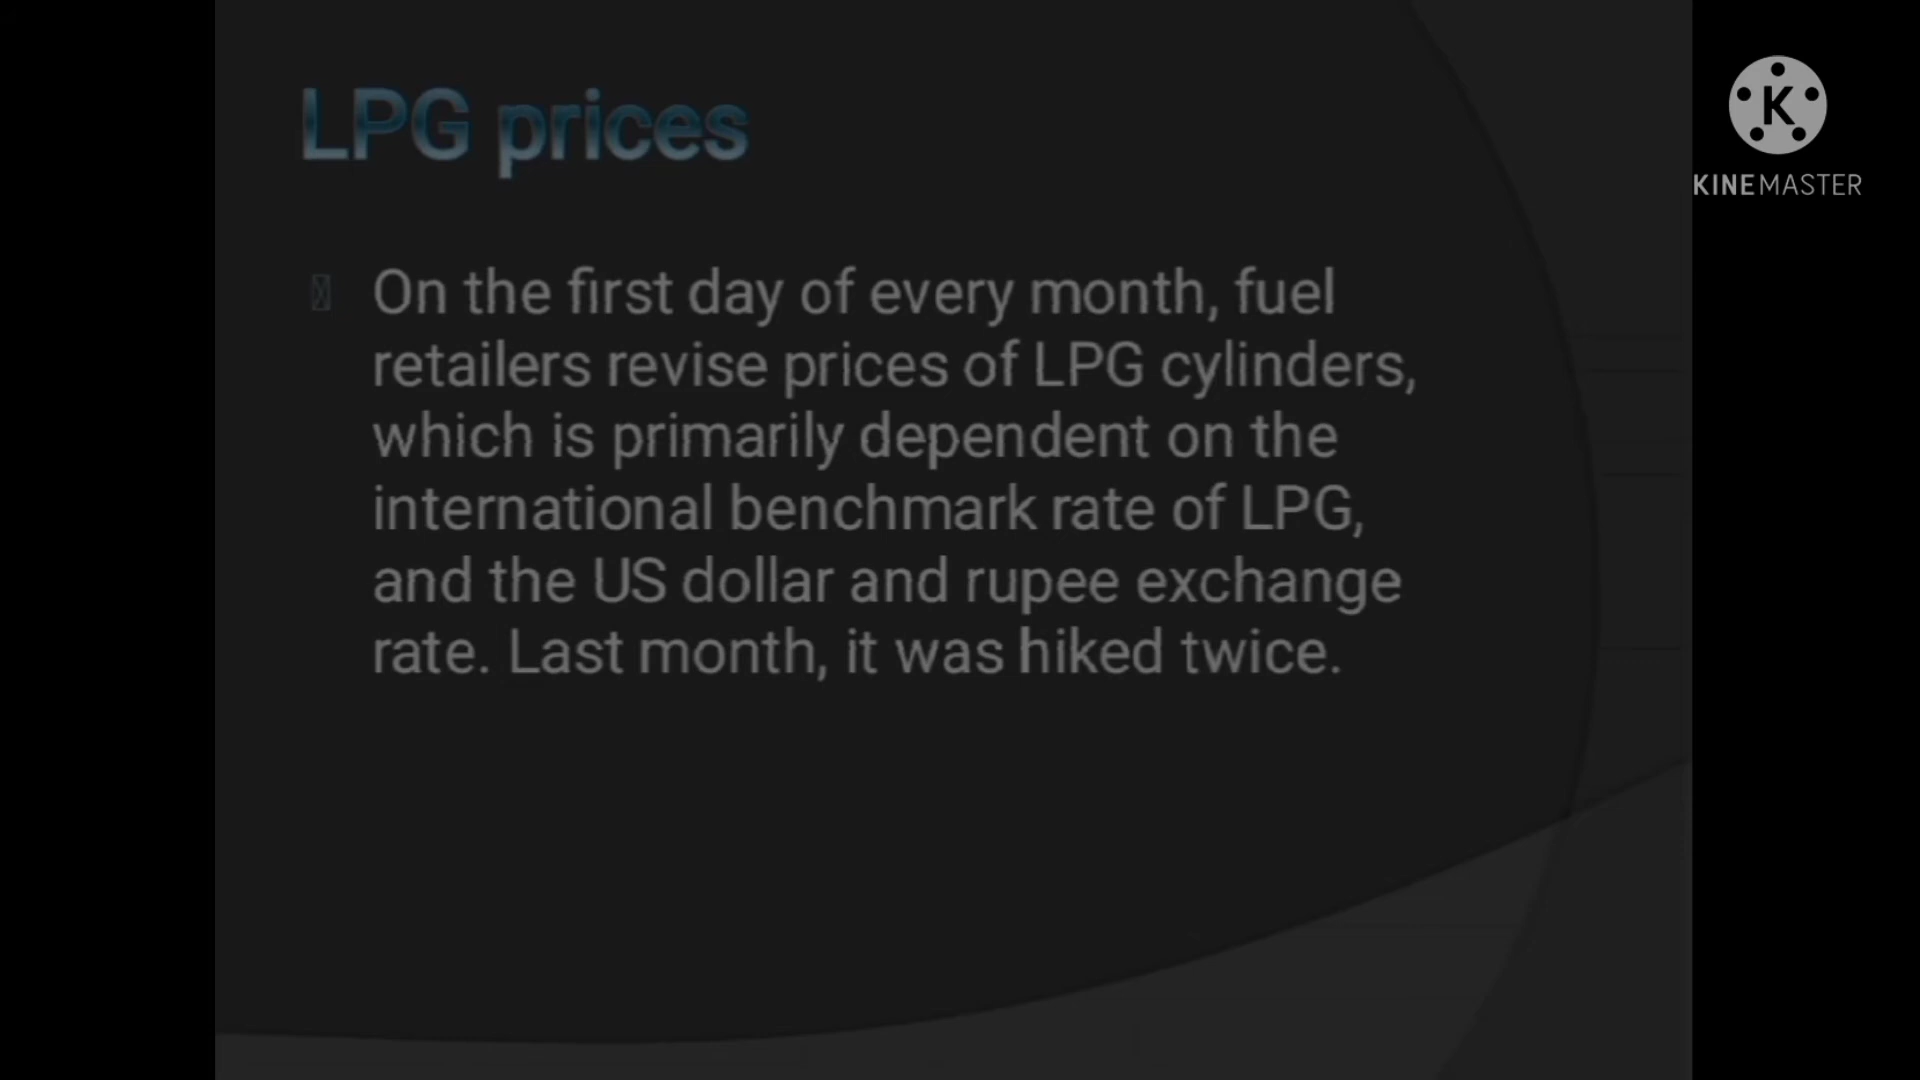 LPG prices
On the first day of every month, fuel
retailers revise prices of LPG cylinders,
which is primarily dependent on the
international benchmark rate of LPG,
and the US dollar and rupee exchange
rate. Last month, it was hiked twice.
K
KINEMASTER